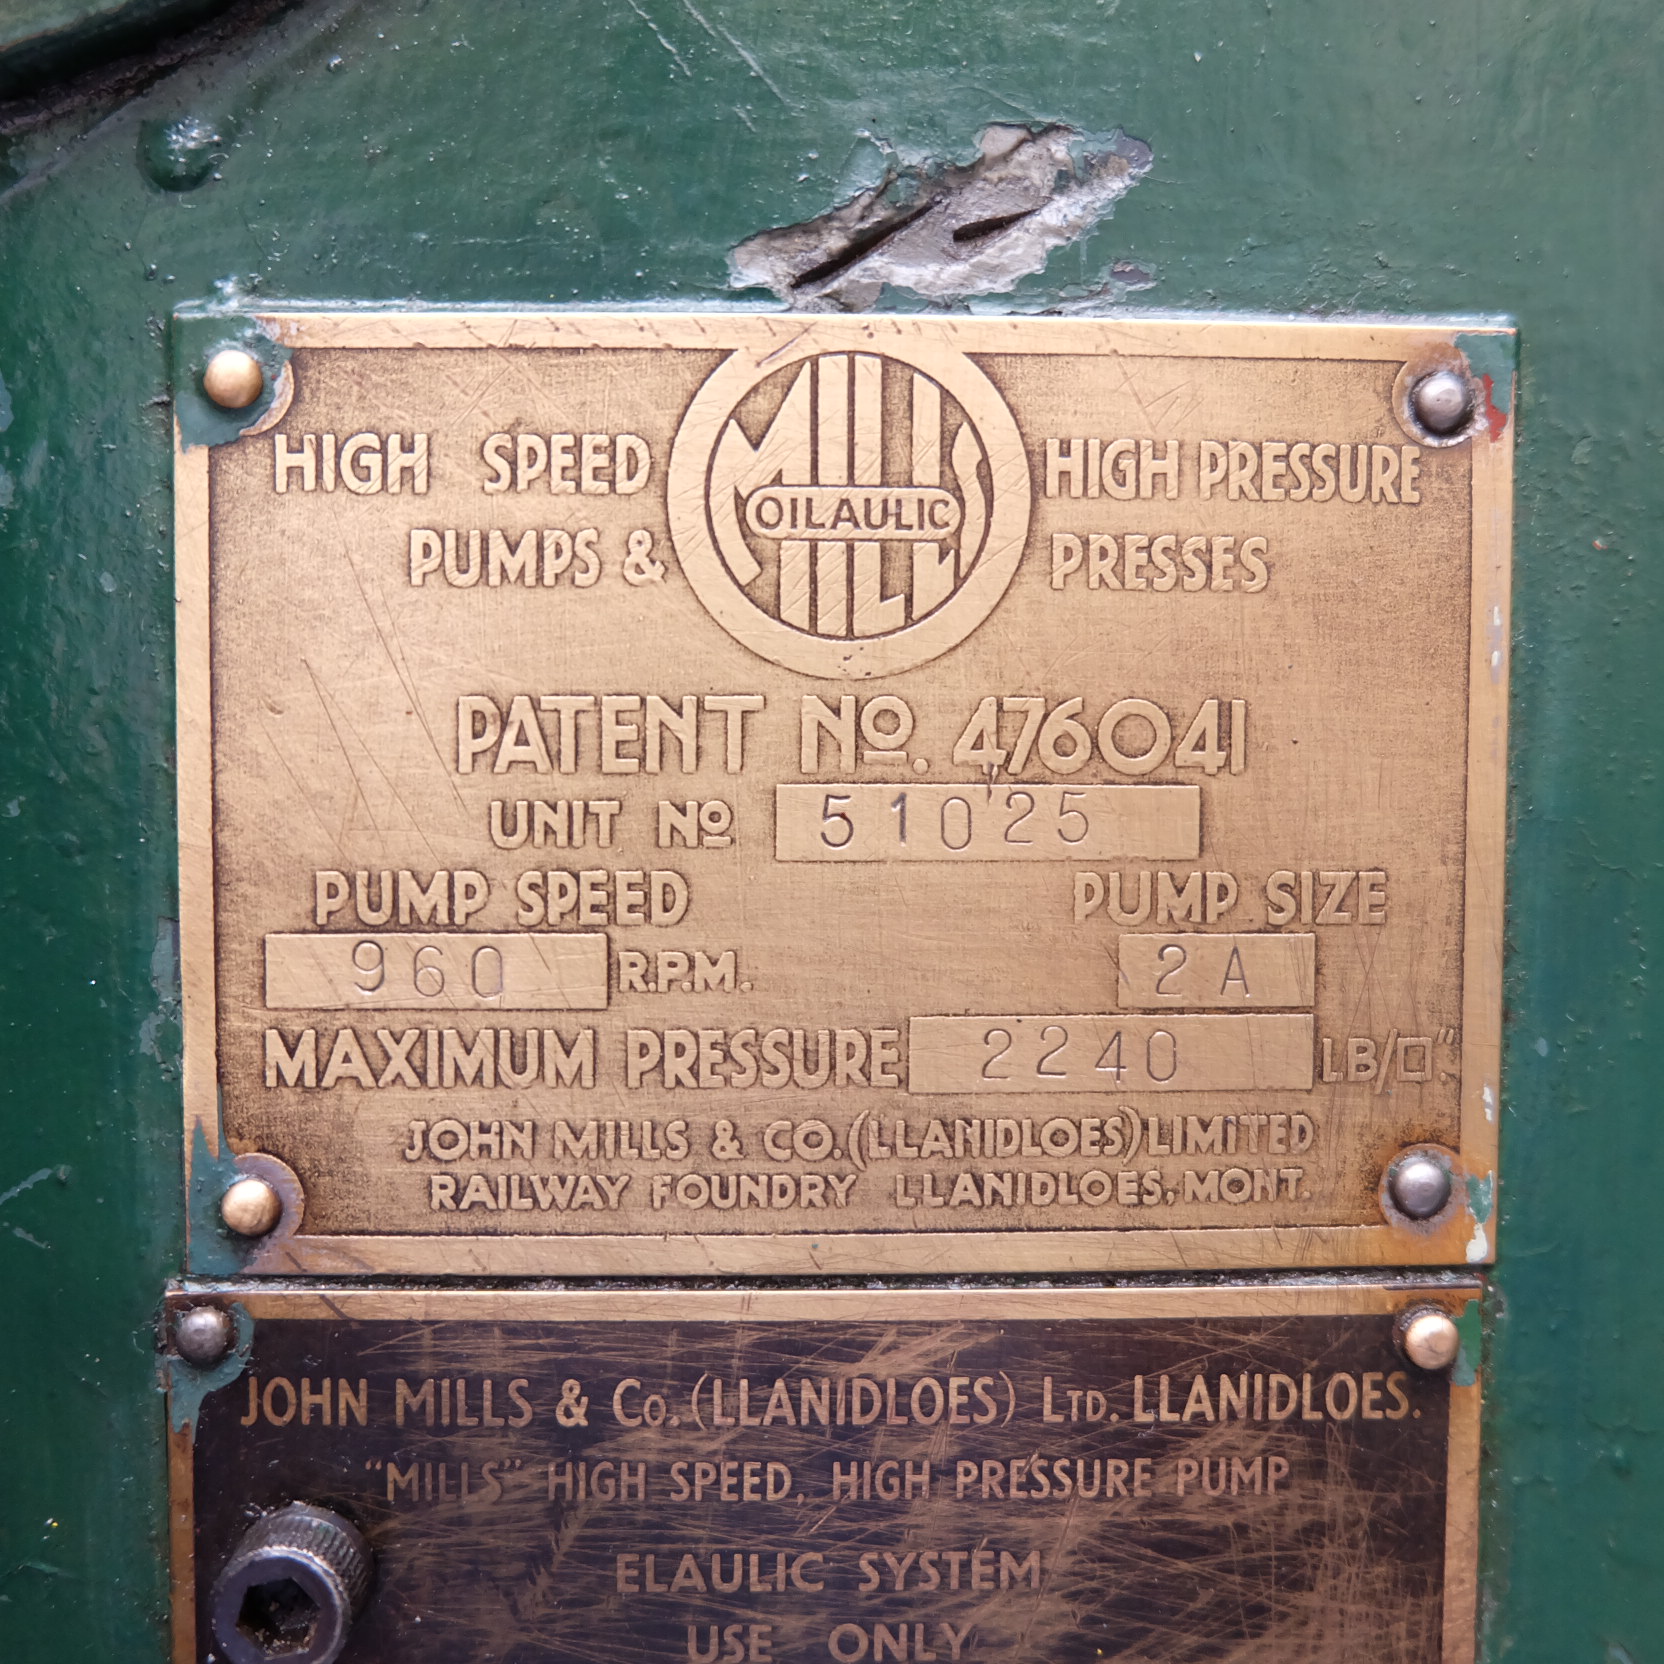 MILLS
OILAULIC
HIGH SPEED HIGH PRESSURE
PUMPS & PRESSES
PATENT No. 476041
UNIT No 51025
PUMP SPEED PUMP SIZE
960 R.P.M. 2A
MAXIMUM PRESSURE 2240 LB/□".
JOHN MILLS & CO. (LLANIDLOES) LIMITED
RAILWAY FOUNDRY LLANIDLOES, MONT.
JOHN MILLS & Co. (LLANIDLOES) LTD. LLANIDLOES.
"MILLS" HIGH SPEED, HIGH PRESSURE PUMP
ELAULIC SYSTEM
USE ONLY